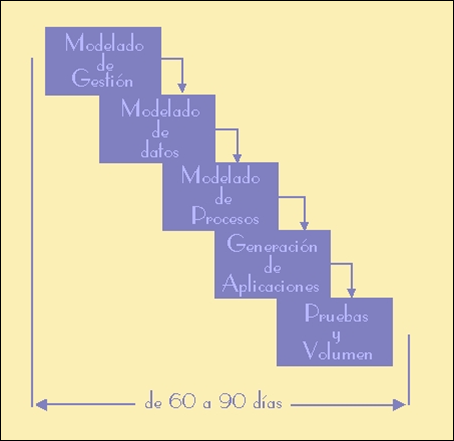 Modelado
de
Gestión
Modelado
de
datos
Modelado
de
Procesos
Generación
de
Aplicaciones
Pruebas
y
Volumen
de 60 a 90 días